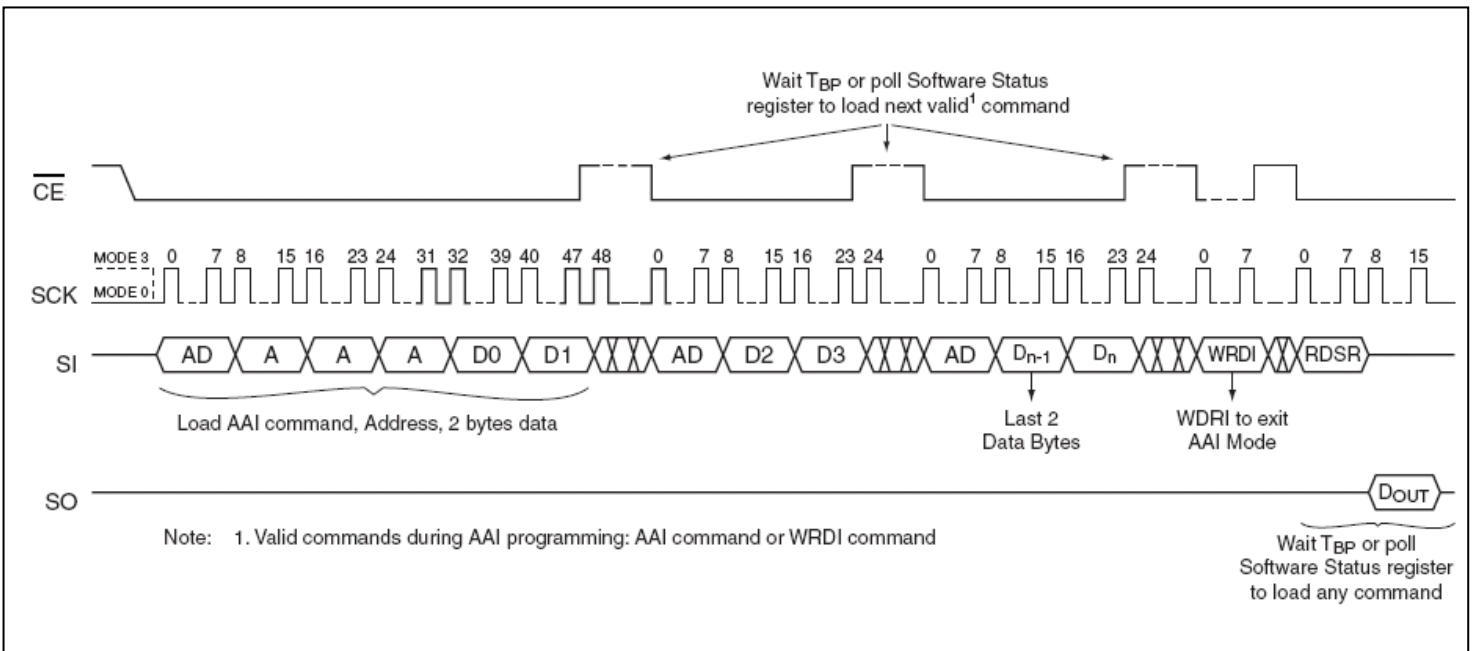 Wait TBP or poll Software Status
register to load next valid1 command
CE
MODE 3 0 7 8 15 16 23 24 31 32 39 40 47 48 0 7 8 15 16 23 24 0 7 8 15 16 23 24 0 7 0 7 8 15
MODE 0
SCK
SI AD A A A D0 D1 AD D2 D3 AD Dn-1 Dn WRDI RDSR
Load AAI command, Address, 2 bytes data
Last 2
Data Bytes
WDRI to exit
AAI Mode
SO DOUT
Note: 1. Valid commands during AAI programming: AAI command or WRDI command
Wait TBP or poll
Software Status register
to load any command